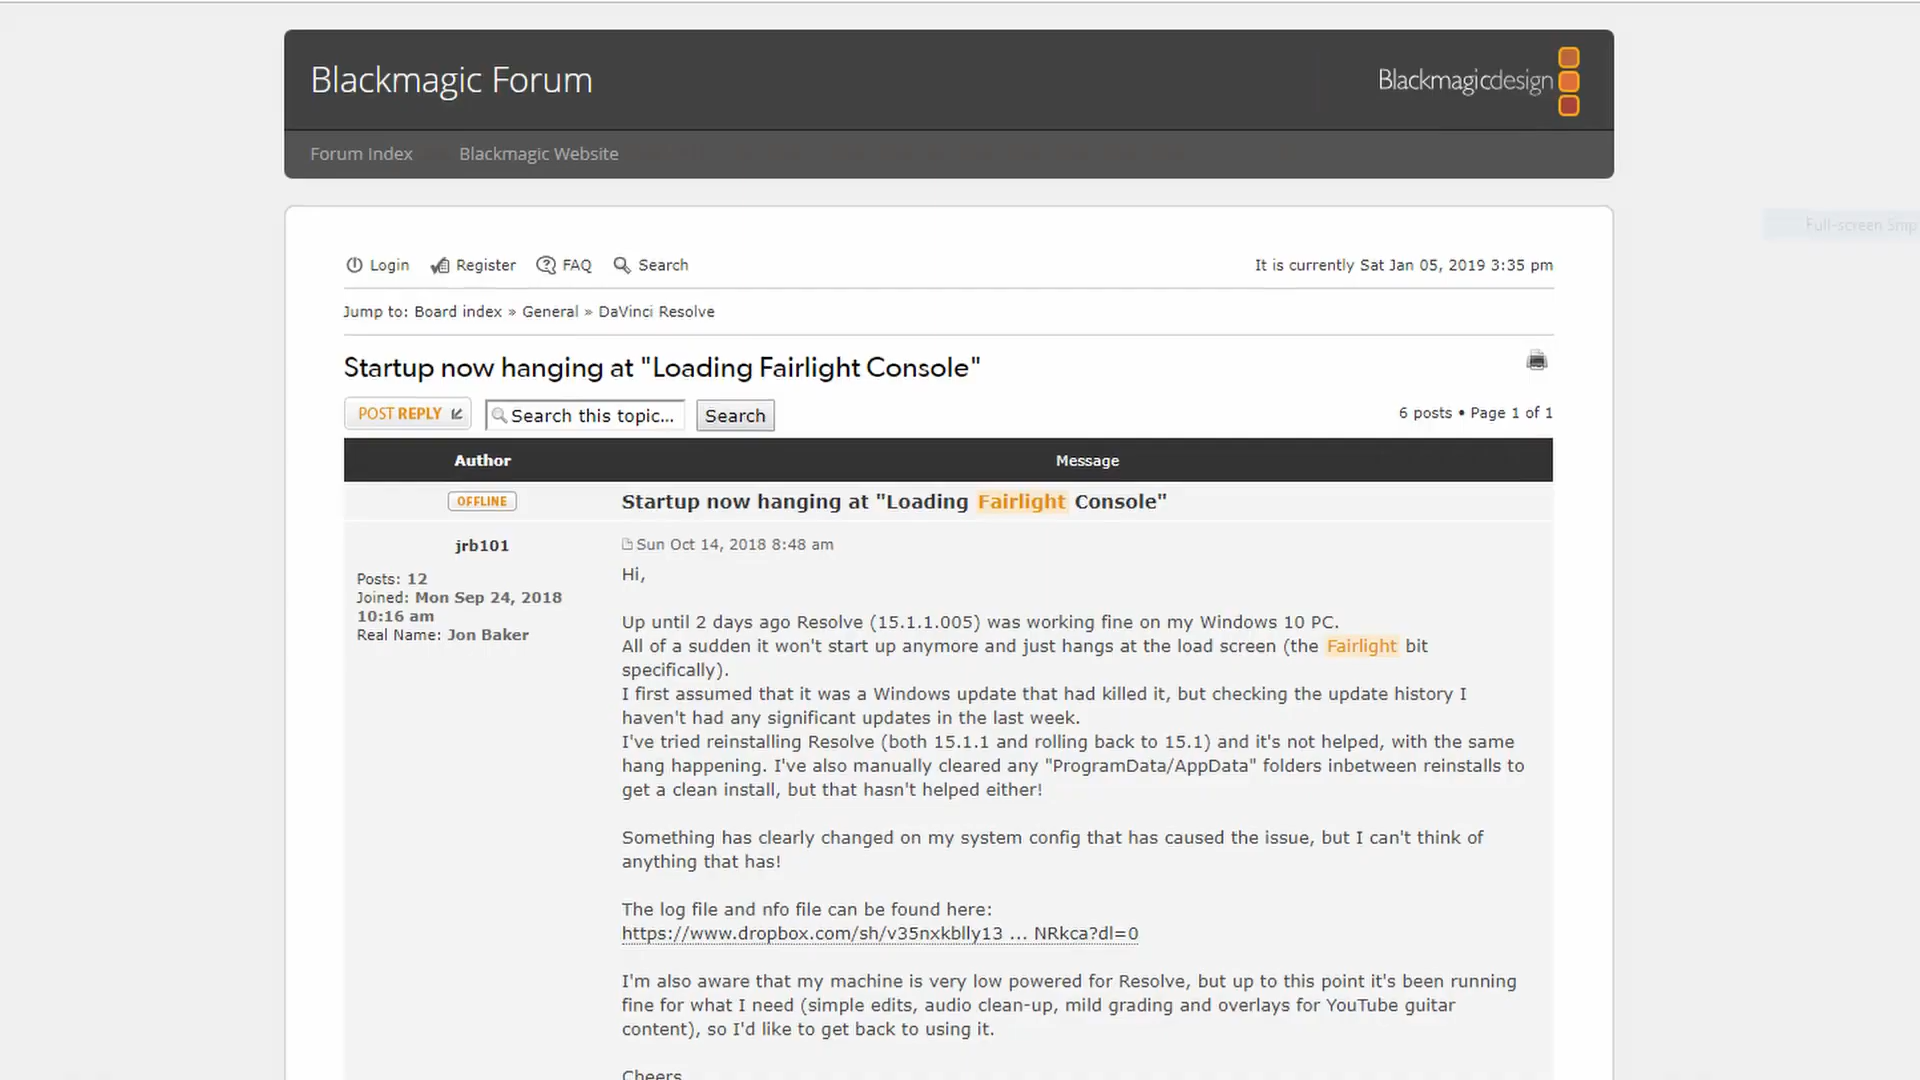 Blackmagic Forum
Blackmagicdesign
Forum Index Blackmagic Website
Full-screen Snip
Login Register FAQ Search
It is currently Sat Jan 05, 2019 3:35 pm
Jump to: Board index » General » DaVinci Resolve
Startup now hanging at "Loading Fairlight Console"
POST REPLY Search this topic... Search
6 posts • Page 1 of 1
Author Message
OFFLINE
Startup now hanging at "Loading Fairlight Console"
jrb101
Posts: 12
Joined: Mon Sep 24, 2018
10:16 am
Real Name: Jon Baker
Sun Oct 14, 2018 8:48 am
Hi,
Up until 2 days ago Resolve (15.1.1.005) was working fine on my Windows 10 PC.
All of a sudden it won't start up anymore and just hangs at the load screen (the Fairlight bit
specifically).
I first assumed that it was a Windows update that had killed it, but checking the update history I
haven't had any significant updates in the last week.
I've tried reinstalling Resolve (both 15.1.1 and rolling back to 15.1) and it's not helped, with the same
hang happening. I've also manually cleared any "ProgramData/AppData" folders inbetween reinstalls to
get a clean install, but that hasn't helped either!
Something has clearly changed on my system config that has caused the issue, but I can't think of
anything that has!
The log file and nfo file can be found here:
https://www.dropbox.com/sh/v35nxkblly13 ... NRkca?dl=0
I'm also aware that my machine is very low powered for Resolve, but up to this point it's been running
fine for what I need (simple edits, audio clean-up, mild grading and overlays for YouTube guitar
content), so I'd like to get back to using it.
Cheers